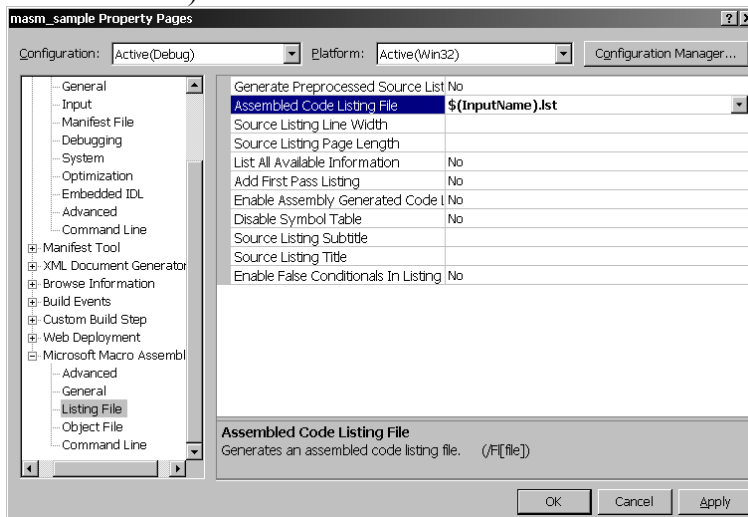 masm_sample Property Pages
Configuration: Active(Debug) Platform: Active(Win32) Configuration Manager...
General
Input
Manifest File
Debugging
System
Optimization
Embedded IDL
Advanced
Command Line
Manifest Tool
XML Document Generator
Browse Information
Build Events
Custom Build Step
Web Deployment
Microsoft Macro Assembl
Advanced
General
Listing File
Object File
Command Line
Generate Preprocessed Source List No
Assembled Code Listing File $(InputName).lst
Source Listing Line Width
Source Listing Page Length
List All Available Information No
Add First Pass Listing No
Enable Assembly Generated Code L No
Disable Symbol Table No
Source Listing Subtitle
Source Listing Title
Enable False Conditionals In Listing No
Assembled Code Listing File
Generates an assembled code listing file. (/Fl[file])
OK Cancel Apply